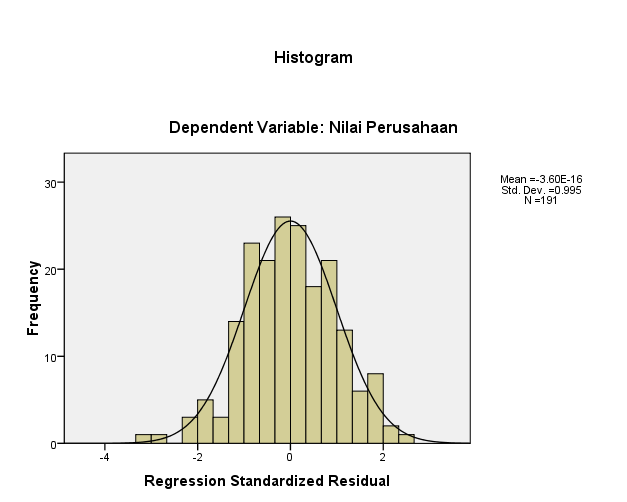 Histogram
Dependent Variable: Nilai Perusahaan
Mean =-3.60E-16
Std. Dev. =0.995
N =191
Frequency
30
20
10
0
-4
-2
0
2
Regression Standardized Residual